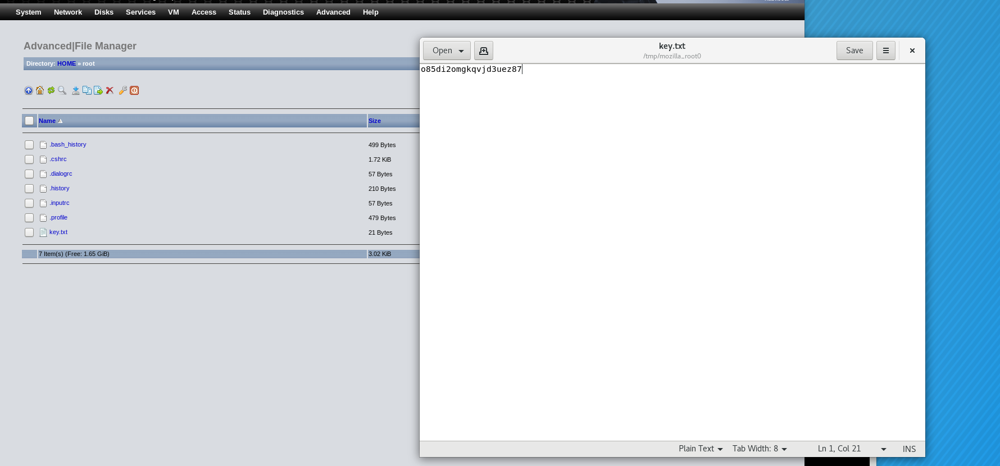 System Network Disks Services VM Access Status Diagnostics Advanced Help
Advanced|File Manager
Directory: HOME » root
Name Size
.bash_history 499 Bytes
.cshrc 1.72 KiB
.dialogrc 57 Bytes
.history 210 Bytes
.inputrc 57 Bytes
.profile 479 Bytes
key.txt 21 Bytes
7 Item(s) (Free: 1.65 GiB) 3.02 KiB
Open key.txt Save
/tmp/mozilla_root0
o85di2omgkqvjd3uez87
Plain Text Tab Width: 8 Ln 1, Col 21 INS